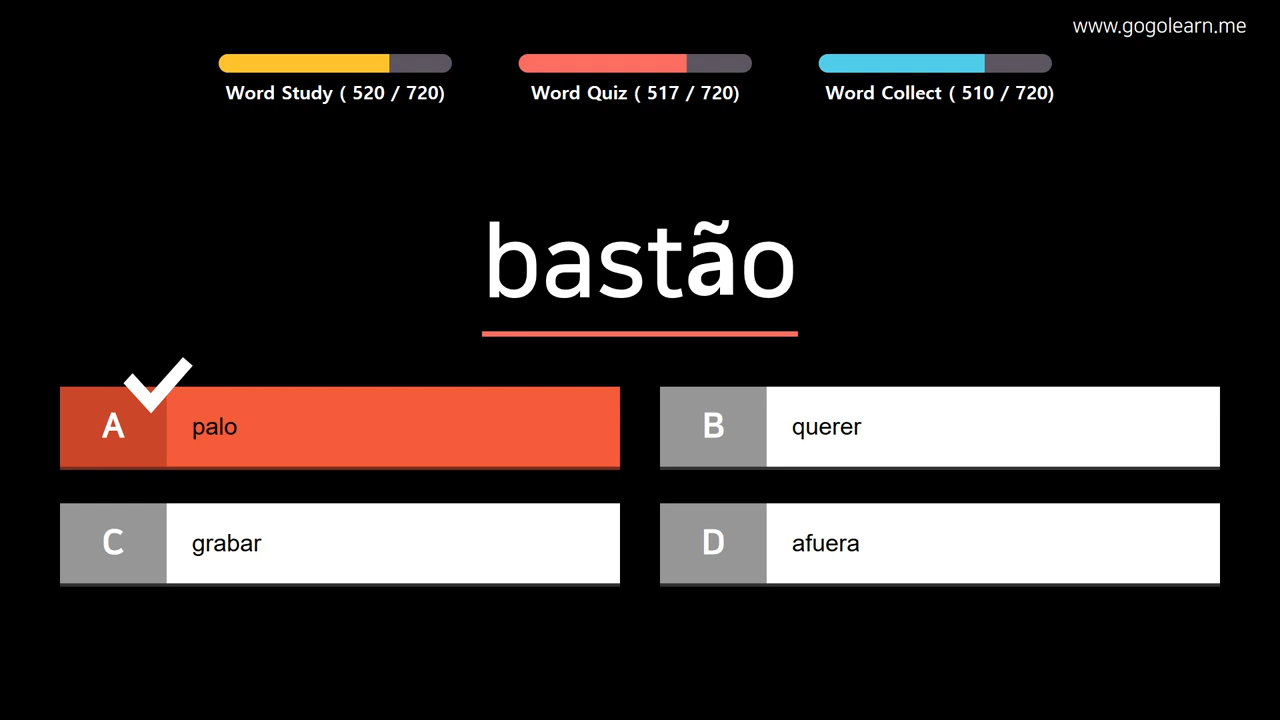 www.gogolearn.me
Word Study ( 520 / 720)
Word Quiz ( 517 / 720)
Word Collect ( 510 / 720)
bastão
A palo
B querer
C grabar
D afuera